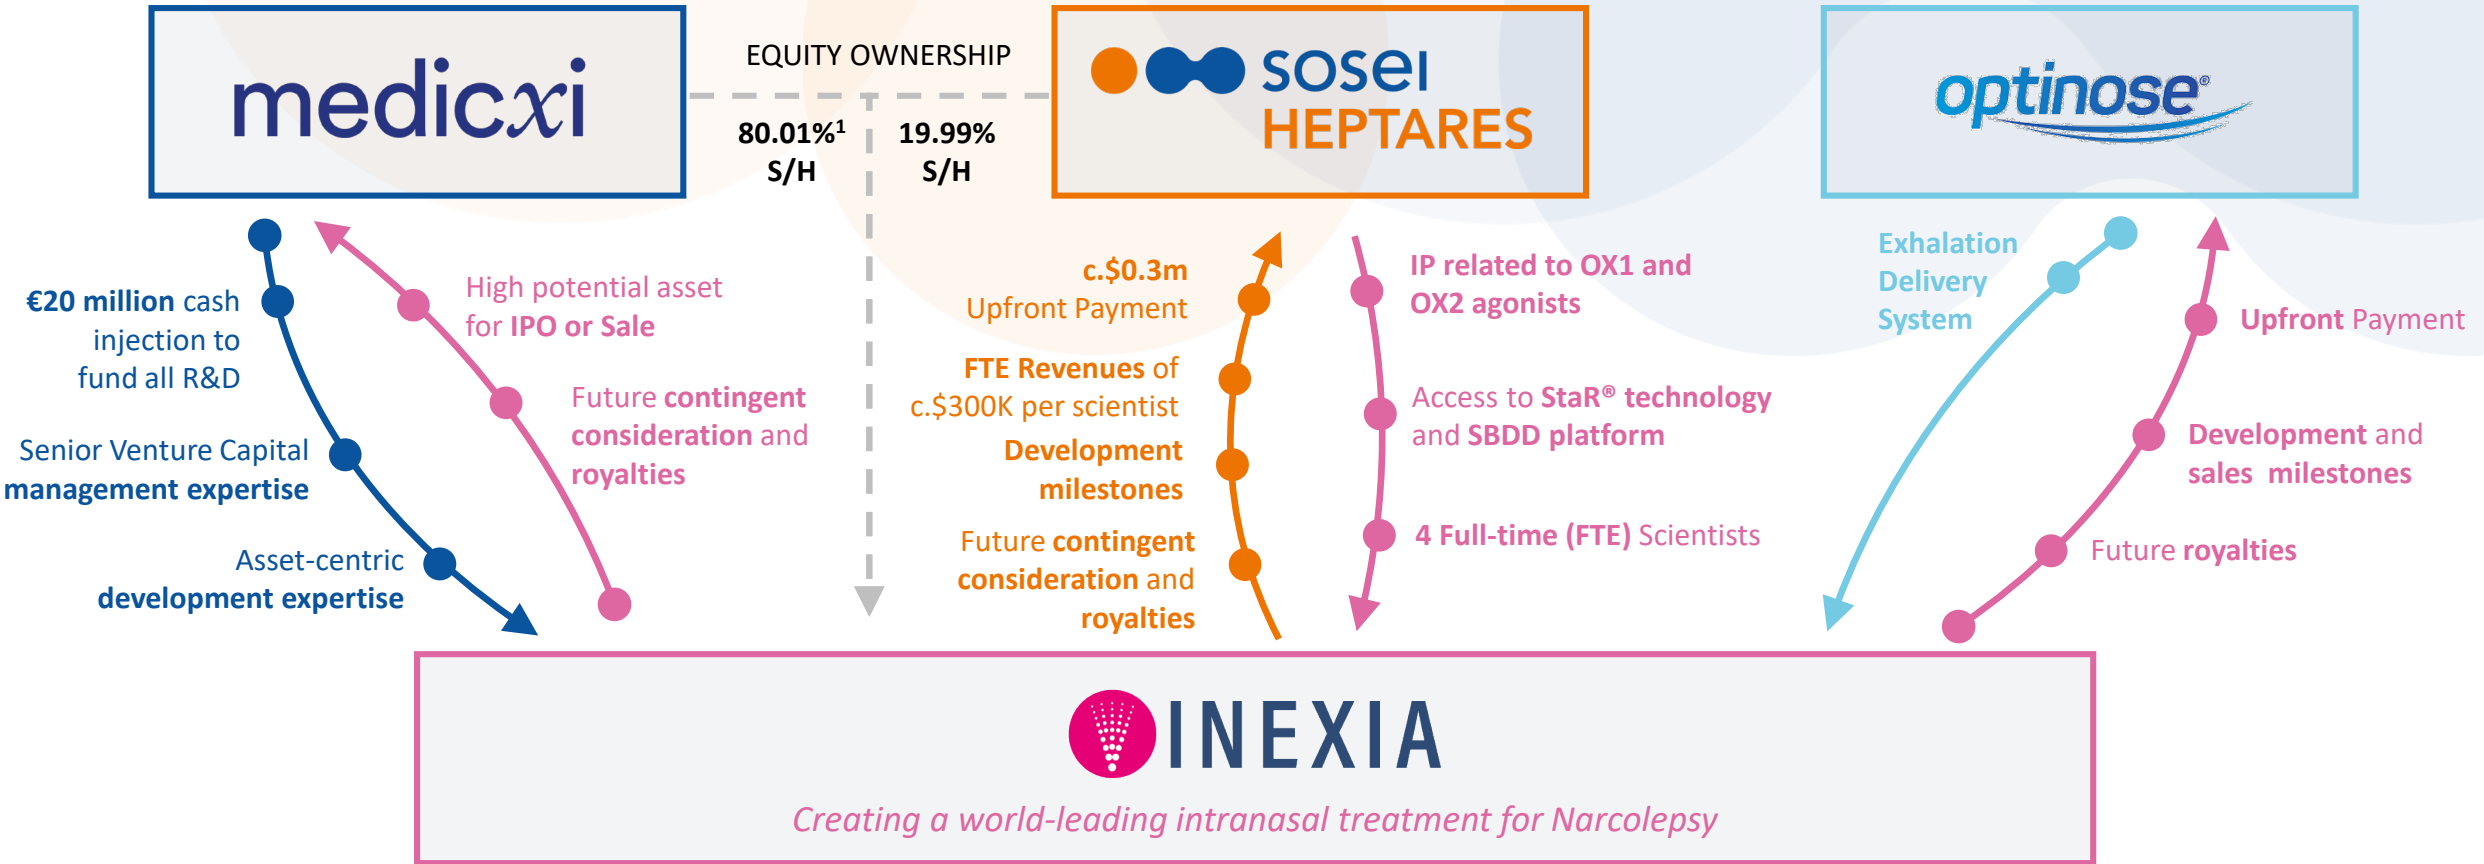 medicxi
EQUITY OWNERSHIP
80.01%¹
S/H
19.99%
S/H
sosei
HEPTARES
optinose®
€20 million cash
injection to
fund all R&D
Senior Venture Capital
management expertise
Asset-centric
development expertise
High potential asset
for IPO or Sale
Future contingent
consideration and
royalties
c.$0.3m
Upfront Payment
FTE Revenues of
c.$300K per scientist
Development
milestones
Future contingent
consideration and
royalties
IP related to OX1 and
OX2 agonists
Access to StaR® technology
and SBDD platform
4 Full-time (FTE) Scientists
Exhalation
Delivery
System
Upfront Payment
Development and
sales milestones
Future royalties
INEXIA
Creating a world-leading intranasal treatment for Narcolepsy